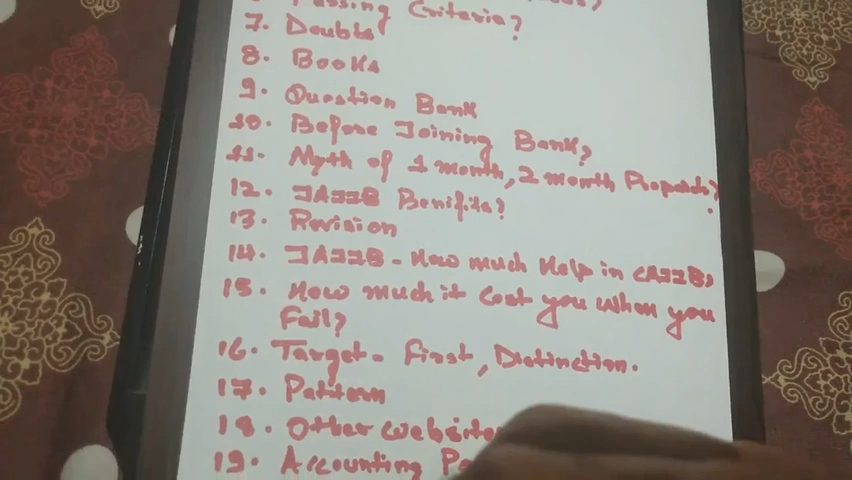 Passing Criteria?
7. Doubts
8. Books
9. Question Bank
10. Before Joining Bank?
11. Myth of 1 month, 2 month
12. JAIIB Benifits?
13. Revision
14. JAIIB - How much Help in CAIIB?
15. How much it Cost you when you
Fail?
16. Target - First, Distinction.
17. Pattern
18. Other websites
19. Accounting